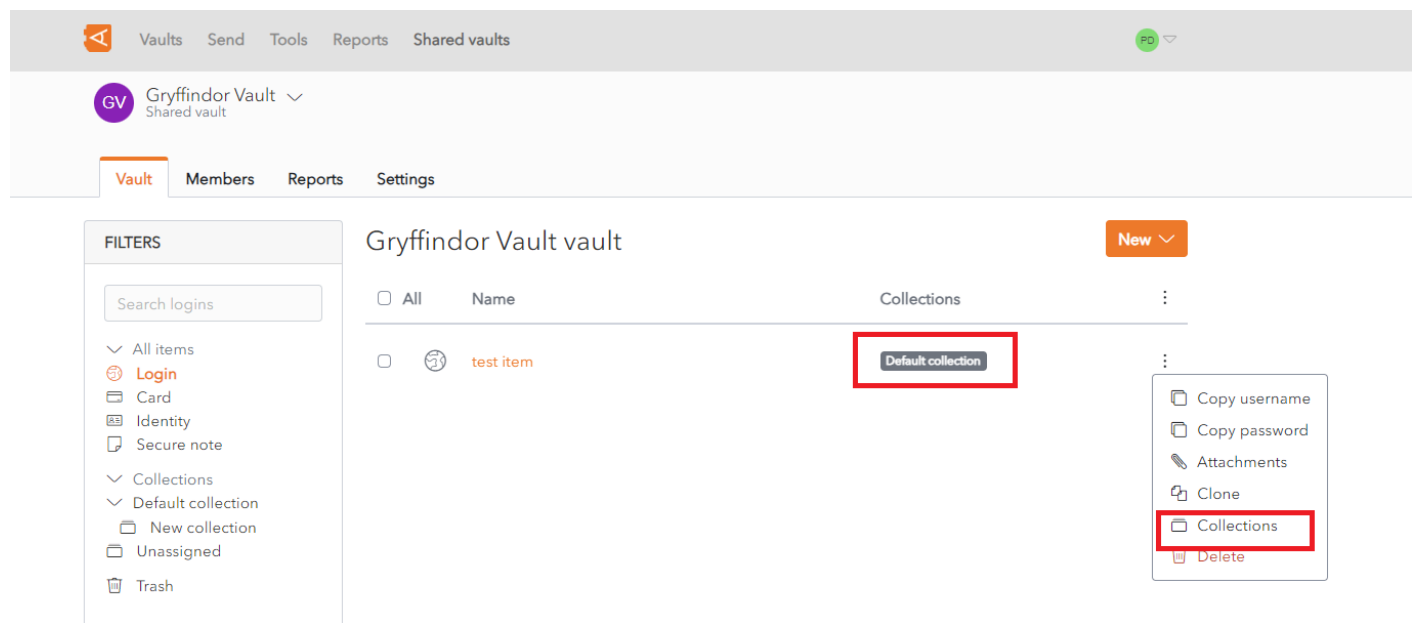 Vaults Send Tools Reports Shared vaults PD
GV Gryffindor Vault
Shared vault
Vault Members Reports Settings
FILTERS
Search logins
All items
Login
Card
Identity
Secure note
Collections
Default collection
New collection
Unassigned
Trash
Gryffindor Vault vault
New
All Name Collections
test item Default collection
Copy username
Copy password
Attachments
Clone
Collections
Delete